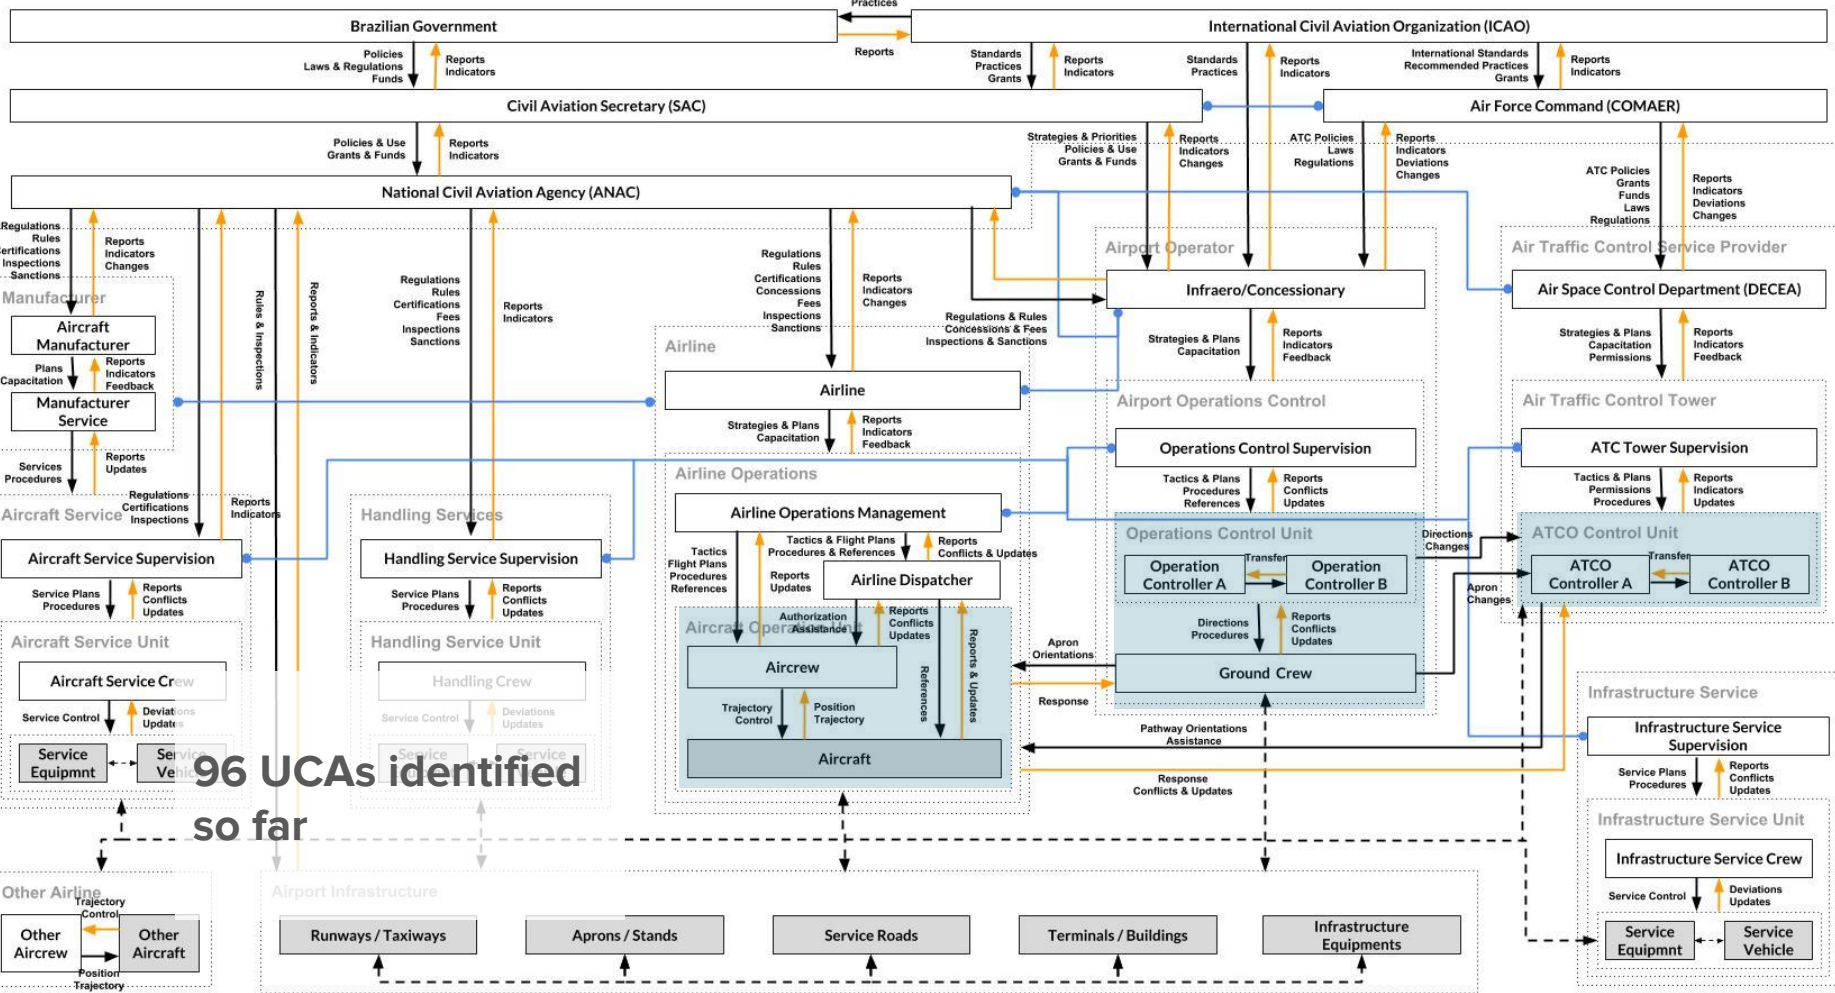 Practices
Brazilian Government
International Civil Aviation Organization (ICAO)
Reports
Policies
Laws & Regulations
Funds
Reports
Indicators
Standards
Practices
Grants
Reports
Indicators
Standards
Practices
Reports
Indicators
International Standards
Recommended Practices
Grants
Reports
Indicators
Civil Aviation Secretary (SAC)
Air Force Command (COMAER)
Policies & Use
Grants & Funds
Reports
Indicators
Strategies & Priorities
Policies & Use
Grants & Funds
Reports
Indicators
Changes
ATC Policies
Laws
Regulations
Reports
Indicators
Deviations
Changes
ATC Policies
Grants
Funds
Laws
Regulations
Reports
Indicators
Deviations
Changes
National Civil Aviation Agency (ANAC)
Regulations
Rules
ertifications
Inspections
Sanctions
Reports
Indicators
Changes
Rules & Inspections
Reports & Indicators
Regulations
Rules
Certifications
Fees
Inspections
Sanctions
Reports
Indicators
Regulations
Rules
Certifications
Concessions
Fees
Inspections
Sanctions
Reports
Indicators
Changes
Regulations & Rules
Concessions & Fees
Inspections & Sanctions
Airport Operator
Infraero/Concessionary
Air Traffic Control Service Provider
Air Space Control Department (DECEA)
Manufacturer
Aircraft
Manufacturer
Plans
Capacitation
Reports
Indicators
Feedback
Manufacturer
Service
Services
Procedures
Reports
Updates
Airline
Airline
Strategies & Plans
Capacitation
Reports
Indicators
Feedback
Strategies & Plans
Capacitation
Reports
Indicators
Feedback
Strategies & Plans
Capacitation
Permissions
Reports
Indicators
Feedback
Airport Operations Control
Operations Control Supervision
Air Traffic Control Tower
ATC Tower Supervision
Tactics & Plans
Procedures
References
Reports
Conflicts
Updates
Tactics & Plans
Permissions
Procedures
Reports
Indicators
Updates
Regulations
Certifications
Inspections
Reports
Indicators
Aircraft Service
Aircraft Service Supervision
Service Plans
Procedures
Reports
Conflicts
Updates
Aircraft Service Unit
Aircraft Service Crew
Service Control
Deviations
Updates
Service
Equipmnt
Service
Vehicle
Handling Services
Handling Service Supervision
Service Plans
Procedures
Reports
Conflicts
Updates
Handling Service Unit
Handling Crew
Service Control
Deviations
Updates
Service
Service
Vehicle
96 UCAs identified
so far
Airline Operations
Airline Operations Management
Tactics
Flight Plans
Procedures
References
Reports
Updates
Tactics & Flight Plans
Procedures & References
Reports
Conflicts & Updates
Airline Dispatcher
Authorization
Assistance
Reports
Conflicts
Updates
References
Reports & Updates
Aircraft Operation Unit
Aircrew
Trajectory
Control
Position
Trajectory
Aircraft
Operations Control Unit
Operation
Controller A
Transfer
Operation
Controller B
Directions
Changes
ATCO Control Unit
ATCO
Controller A
Transfer
ATCO
Controller B
Apron
Changes
Directions
Procedures
Reports
Conflicts
Updates
Apron
Orientations
Response
Ground Crew
Pathway Orientations
Assistance
Response
Conflicts & Updates
Infrastructure Service
Infrastructure Service
Supervision
Service Plans
Procedures
Reports
Conflicts
Updates
Infrastructure Service Unit
Infrastructure Service Crew
Service Control
Deviations
Updates
Service
Equipmnt
Service
Vehicle
Other Airline
Trajectory
Control
Other
Aircrew
Other
Aircraft
Position
Trajectory
Airport Infrastructure
Runways / Taxiways
Aprons / Stands
Service Roads
Terminals / Buildings
Infrastructure
Equipments